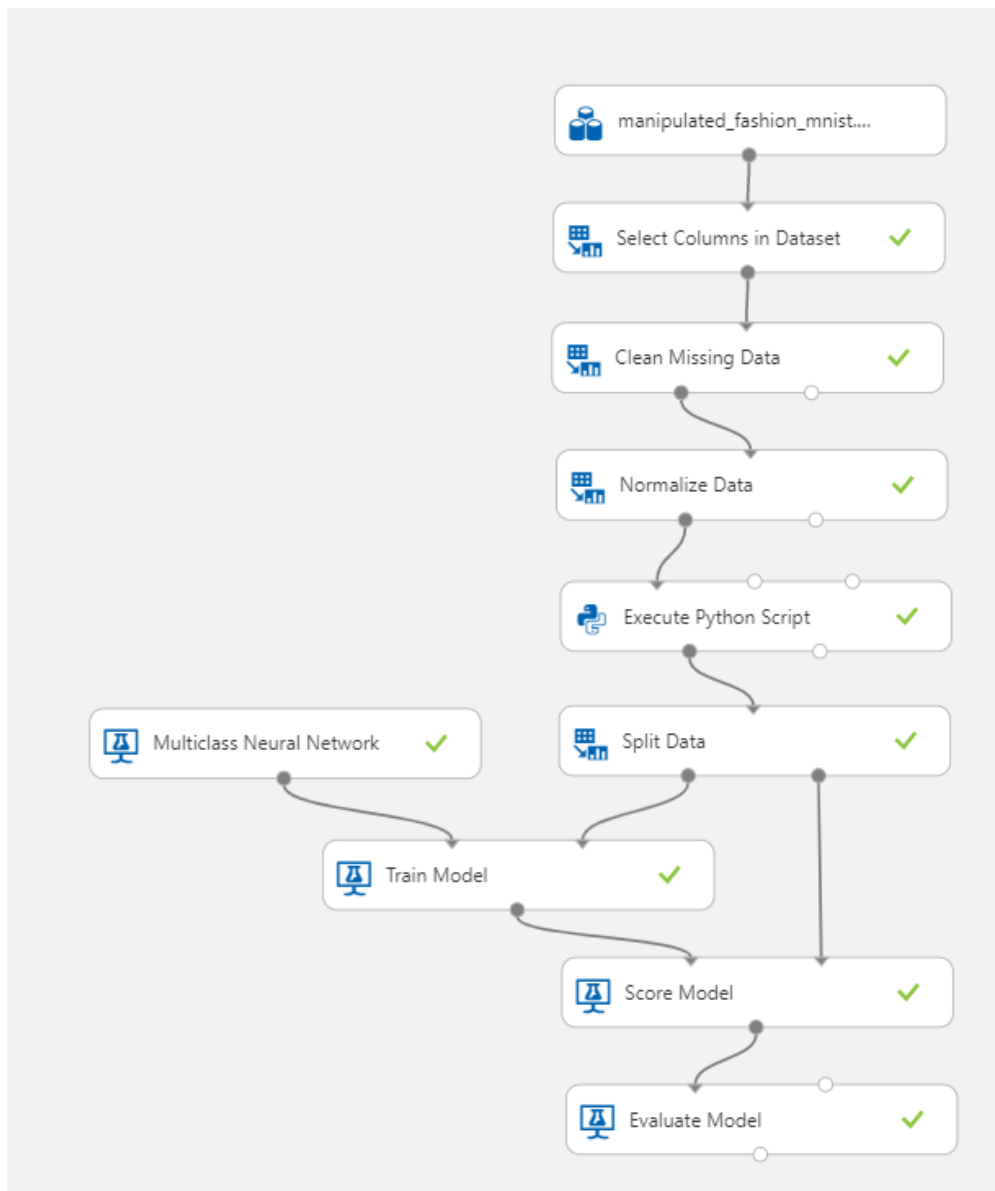 manipulated_fashion_mnist....
Select Columns in Dataset
Clean Missing Data
Normalize Data
Execute Python Script
Multiclass Neural Network
Split Data
Train Model
Score Model
Evaluate Model